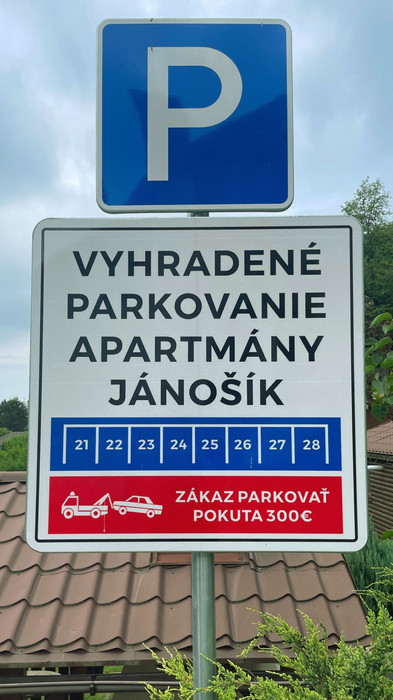 P
VYHRADENÉ
PARKOVANIE
APARTMÁNY
JÁNOŠÍK
21 22 23 24 25 26 27 28
ZÁKAZ PARKOVAŤ
POKUTA 300€